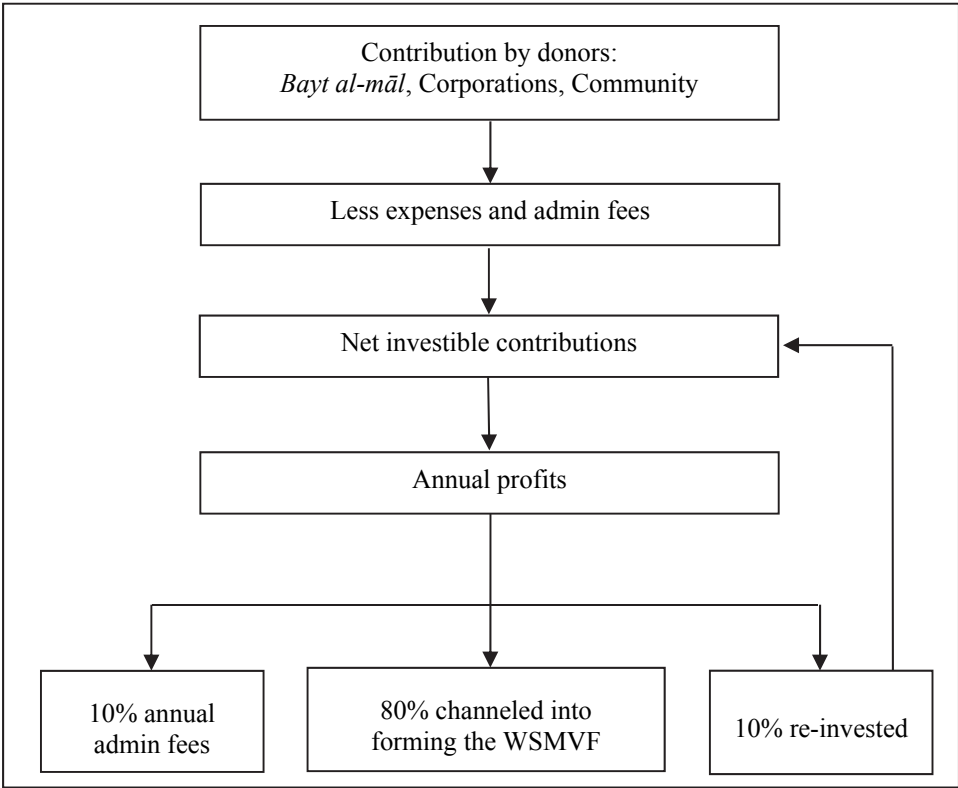 Contribution by donors:
Bayt al-māl, Corporations, Community
Less expenses and admin fees
Net investible contributions
Annual profits
10% annual
admin fees
80% channeled into
forming the WSMVF
10% re-invested